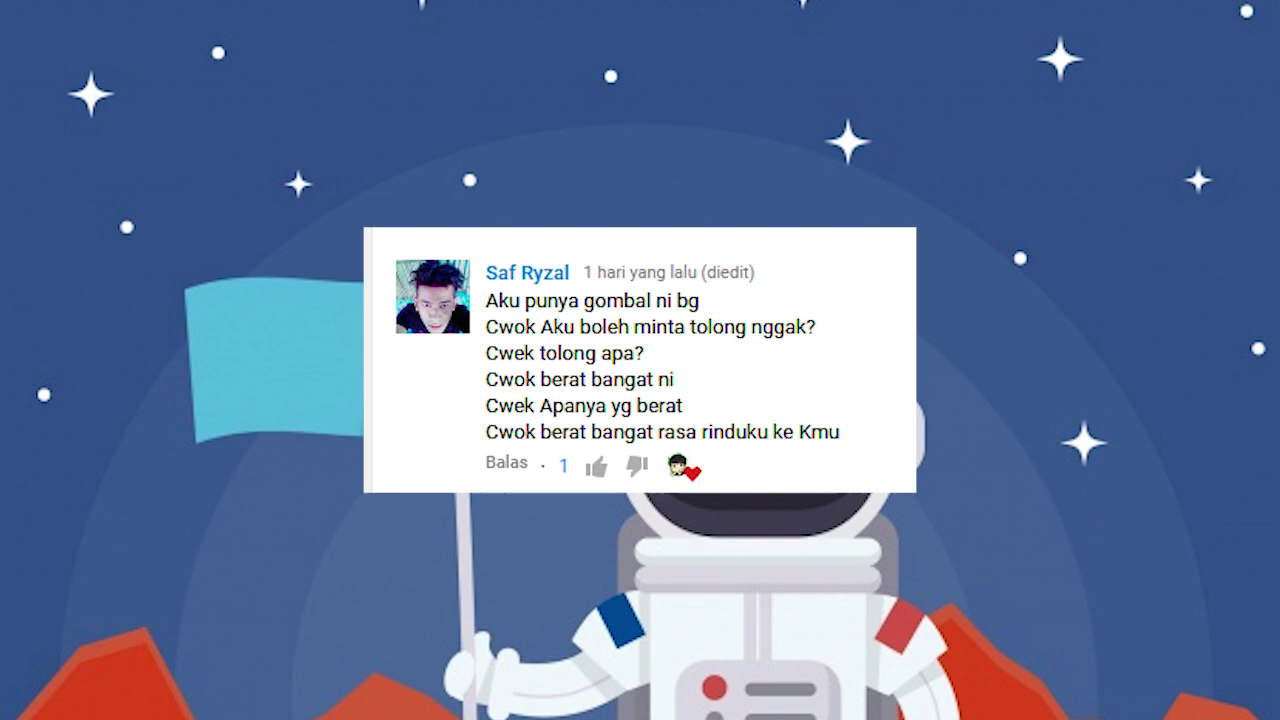 Saf Ryzal 1 hari yang lalu (diedit)
Aku punya gombal ni bg
Cwok Aku boleh minta tolong nggak?
Cwek tolong apa?
Cwok berat bangat ni
Cwek Apanya yg berat
Cwok berat bangat rasa rinduku ke Kmu
Balas · 1